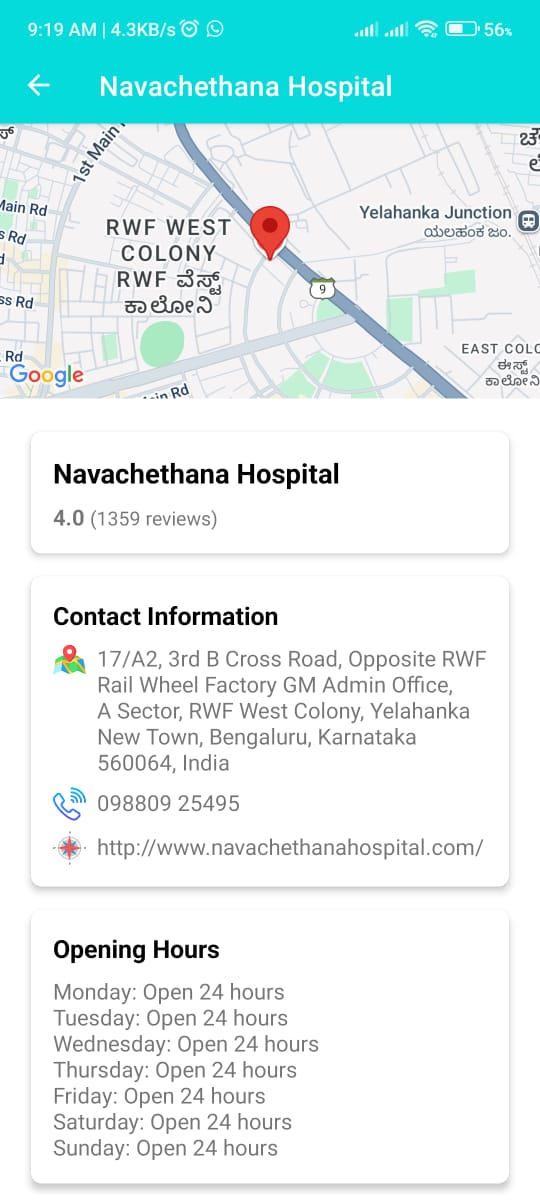 9:19 AM | 4.3KB/s
56%
Navachethana Hospital
1st Main
Main Rd
s Rd
ss Rd
Rd
RWF WEST
COLONY
RWF ವೆಸ್ಟ್
ಕಾಲೋನಿ
Yelahanka Junction
ಯಲಹಂಕ ಜಂ.
9
EAST COLO
ಈಸ್ಟ್
ಕಾಲೋನಿ
Google
in Rd
Navachethana Hospital
4.0 (1359 reviews)
Contact Information
17/A2, 3rd B Cross Road, Opposite RWF
Rail Wheel Factory GM Admin Office,
A Sector, RWF West Colony, Yelahanka
New Town, Bengaluru, Karnataka
560064, India
098809 25495
http://www.navachethanahospital.com/
Opening Hours
Monday: Open 24 hours
Tuesday: Open 24 hours
Wednesday: Open 24 hours
Thursday: Open 24 hours
Friday: Open 24 hours
Saturday: Open 24 hours
Sunday: Open 24 hours